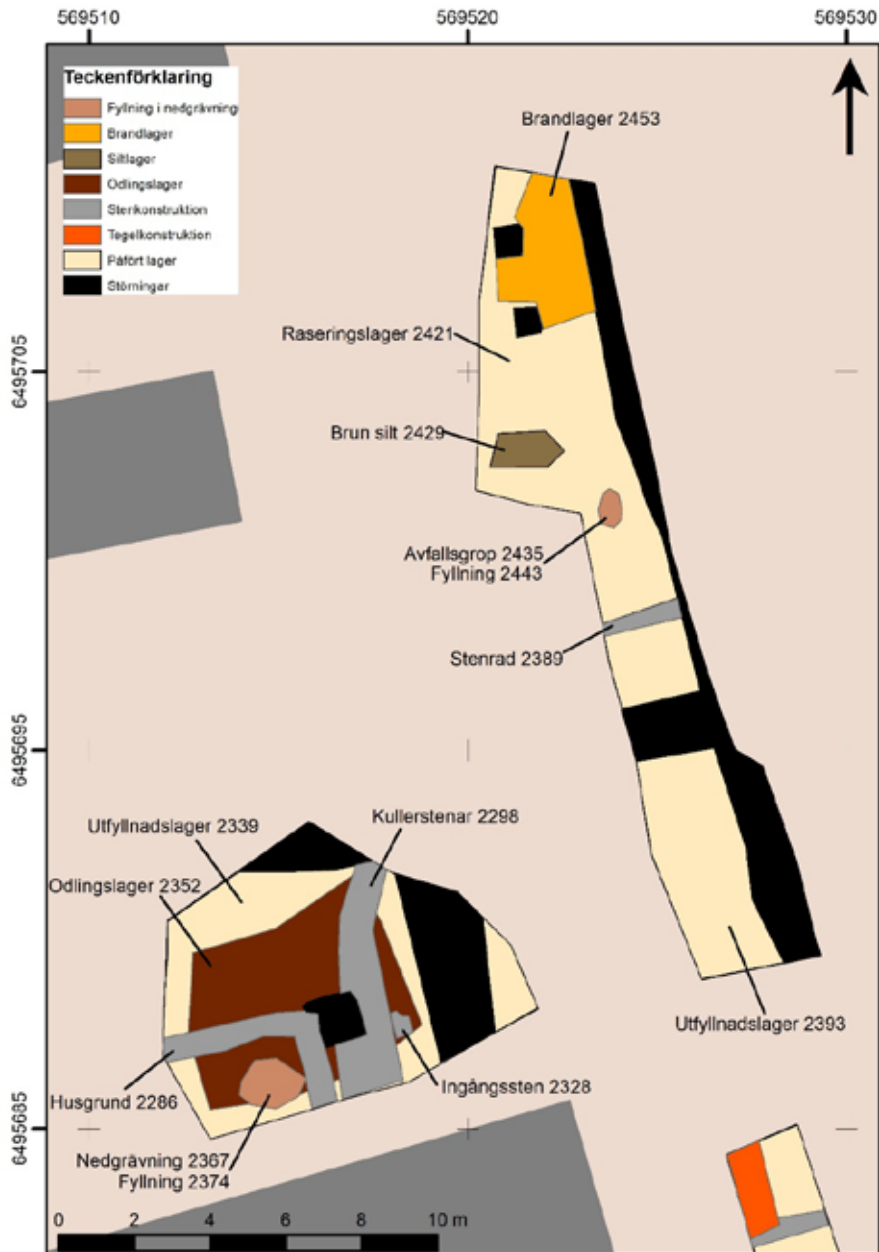 569510
569520
569530
Teckenförklaring
Fyllning i nedgrävning
Brandlager
Siltlager
Odlingslager
Stenkonstruktion
Tegelkonstruktion
Påfört lager
Störningar
Brandlager 2453
Raseringslager 2421
6495705
Brun silt 2429
Avfallsgrop 2435
Fyllning 2443
Stenrad 2389
6495695
Utfyllnadslager 2339
Kullerstenar 2298
Odlingslager 2352
Utfyllnadslager 2393
Husgrund 2286
Ingångssten 2328
6495685
Nedgrävning 2367
Fyllning 2374
0 2 4 6 8 10 m